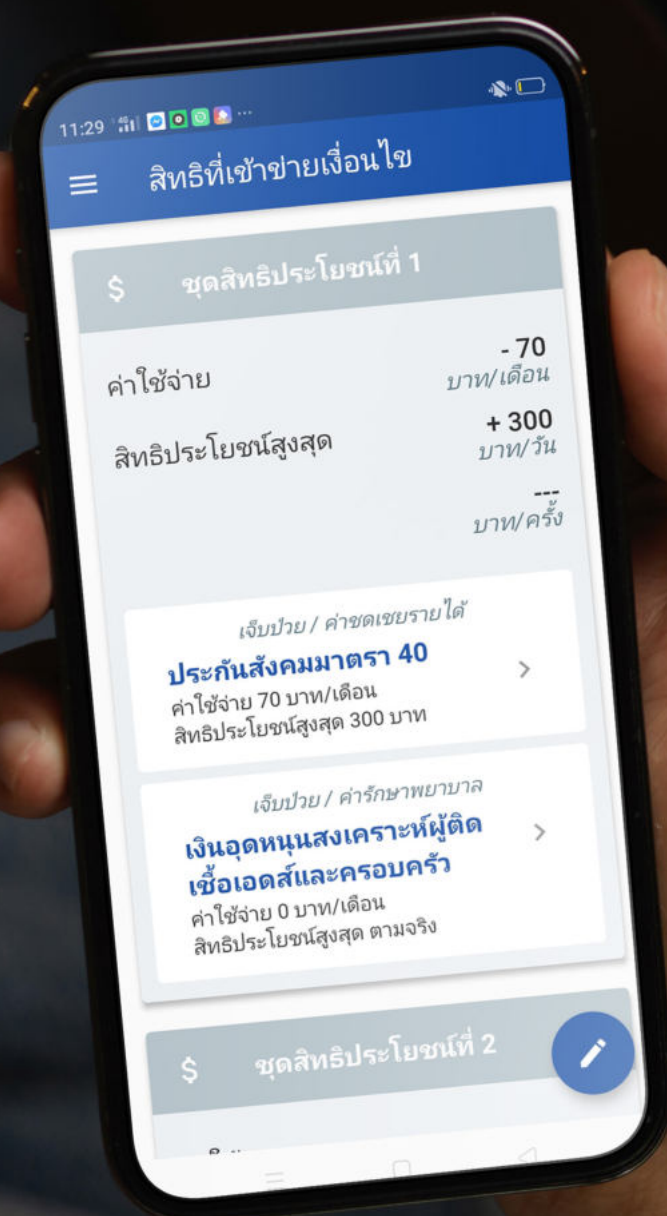 11:29
สิทธิที่เข้าข่ายเงื่อนไข
$ ชุดสิทธิประโยชน์ที่ 1
ค่าใช้จ่าย - 70
บาท/เดือน
สิทธิประโยชน์สูงสุด + 300
บาท/วัน
---
บาท/ครั้ง
เจ็บป่วย / ค่าชดเชยรายได้
ประกันสังคมมาตรา 40
ค่าใช้จ่าย 70 บาท/เดือน
สิทธิประโยชน์สูงสุด 300 บาท
เจ็บป่วย / ค่ารักษาพยาบาล
เงินอุดหนุนสงเคราะห์ผู้ติด
เชื้อเอดส์และครอบครัว
ค่าใช้จ่าย 0 บาท/เดือน
สิทธิประโยชน์สูงสุด ตามจริง
$ ชุดสิทธิประโยชน์ที่ 2